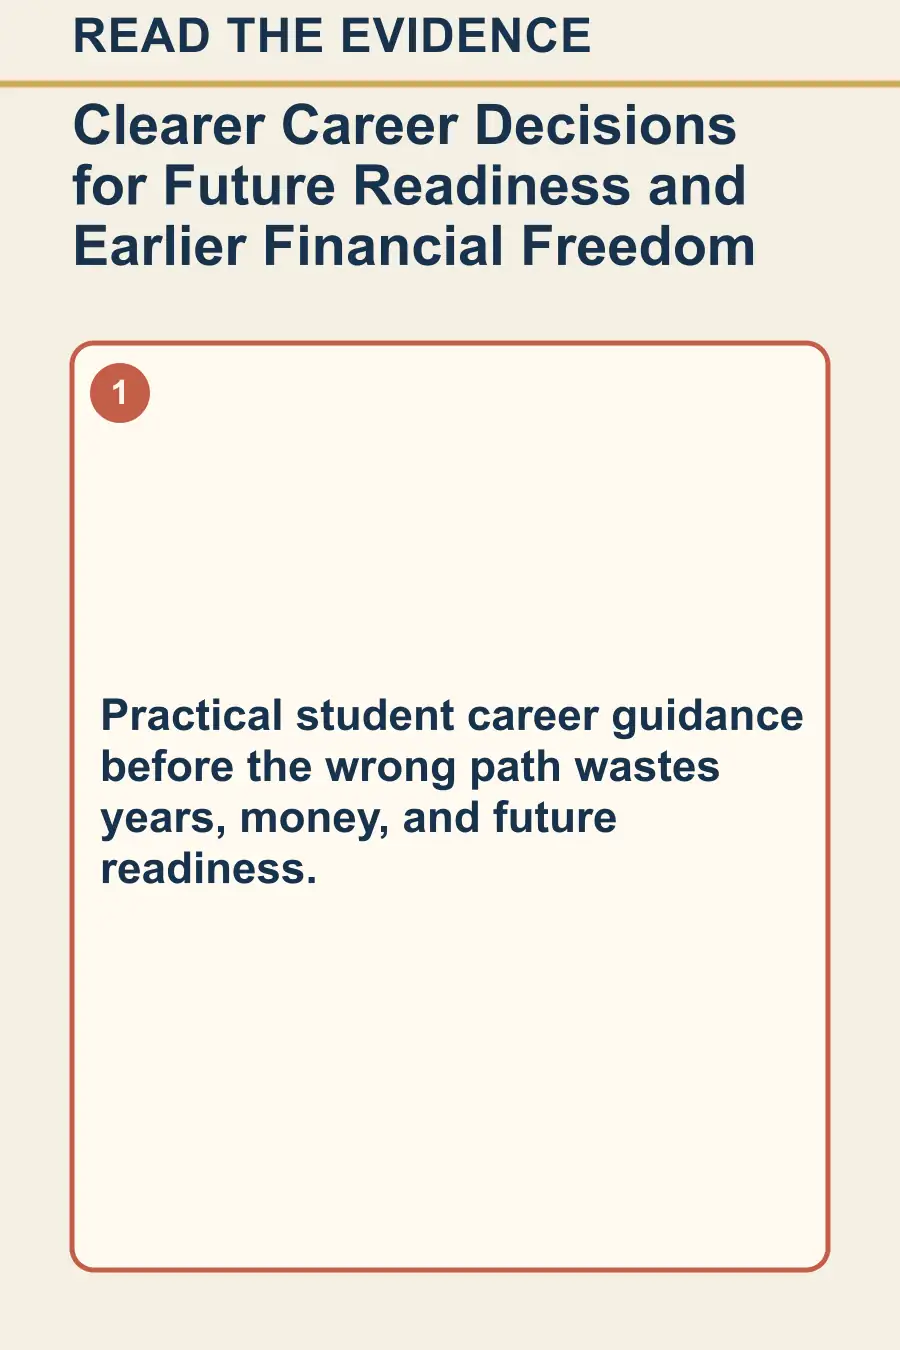 READ THE EVIDENCE
Clearer Career Decisions
for Future Readiness and
Earlier Financial Freedom
1
Practical student career guidance
before the wrong path wastes
years, money, and future
readiness.